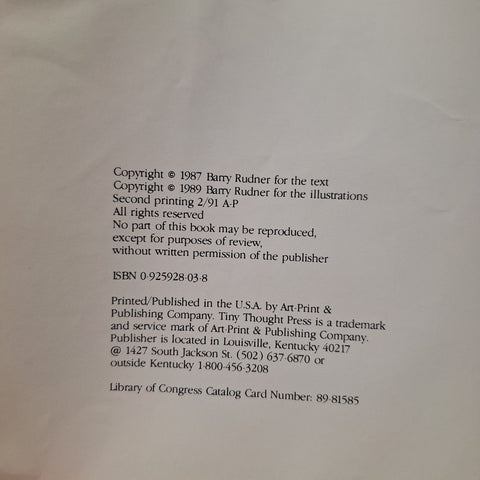 Copyright © 1987 Barry Rudner for the text
Copyright © 1989 Barry Rudner for the illustrations
Second printing 2/91 A-P
All rights reserved
No part of this book may be reproduced,
except for purposes of review,
without written permission of the publisher
ISBN 0-925928-03-8
Printed/Published in the U.S.A. by Art-Print &
Publishing Company. Tiny Thought Press is a trademark
and service mark of Art-Print & Publishing Company.
Publisher is located in Louisville, Kentucky 40217
@ 1427 South Jackson St. (502) 637-6870 or
outside Kentucky 1-800-456-3208
Library of Congress Catalog Card Number: 89-81585